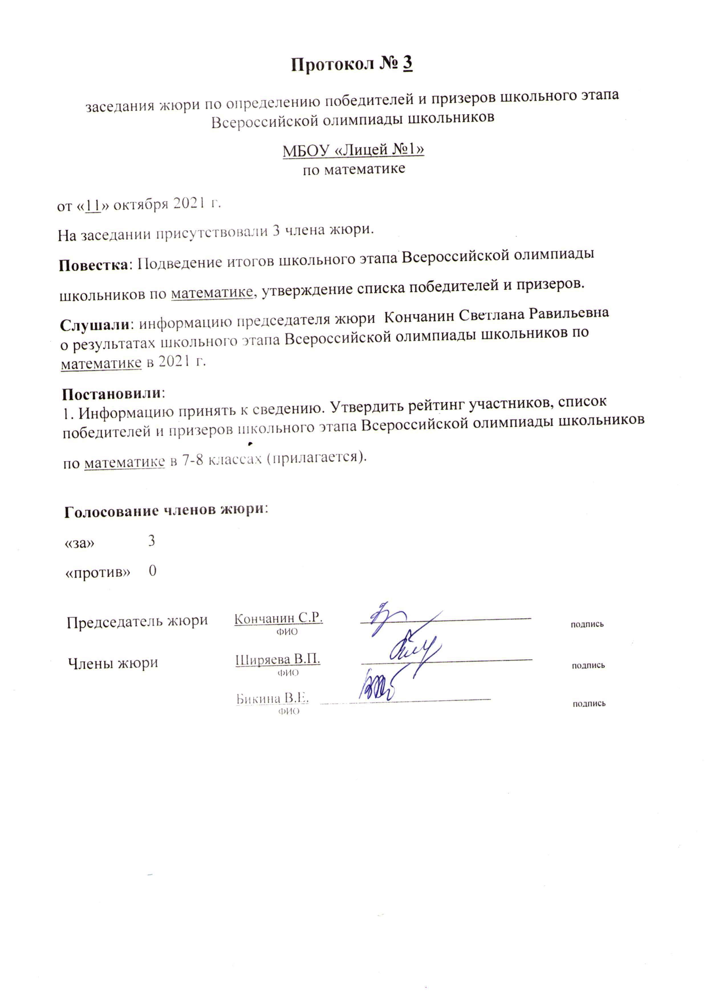 Протокол № 3
заседания жюри по определению победителей и призеров школьного этапа
Всероссийской олимпиады школьников
МБОУ «Лицей №1»
по математике
от «11» октября 2021 г.
На заседании присутствовали 3 члена жюри.
Повестка: Подведение итогов школьного этапа Всероссийской олимпиады
школьников по математике, утверждение списка победителей и призеров.
Слушали: информацию председателя жюри Кончанин Светлана Равильевна
о результатах школьного этапа Всероссийской олимпиады школьников по
математике в 2021 г.
Постановили:
1. Информацию принять к сведению. Утвердить рейтинг участников, список
победителей и призеров школьного этапа Всероссийской олимпиады школьников
по математике в 7-8 классах (прилагается).
Голосование членов жюри:
«за» 3
«против» 0
Председатель жюри Кончанин С.Р. подпись
ФИО
Члены жюри Ширяева В.П. подпись
ФИО
Бикина В.Е. подпись
ФИО